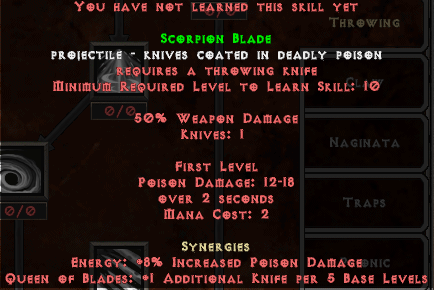 You have not learned this skill yet
Throwing
Scorpion Blade
projectile - knives coated in deadly poison
requires a throwing knife
Minimum Required Level to Learn Skill: 10
Claw
0/0
50% Weapon Damage
Knives: 1
Naginata
First Level
Poison Damage: 12-18
over 2 seconds
Mana Cost: 2
Traps
0/0
Synergies
Energy: +8% Increased Poison Damage
Queen of Blades: +1 Additional Knife per 5 Base Levels